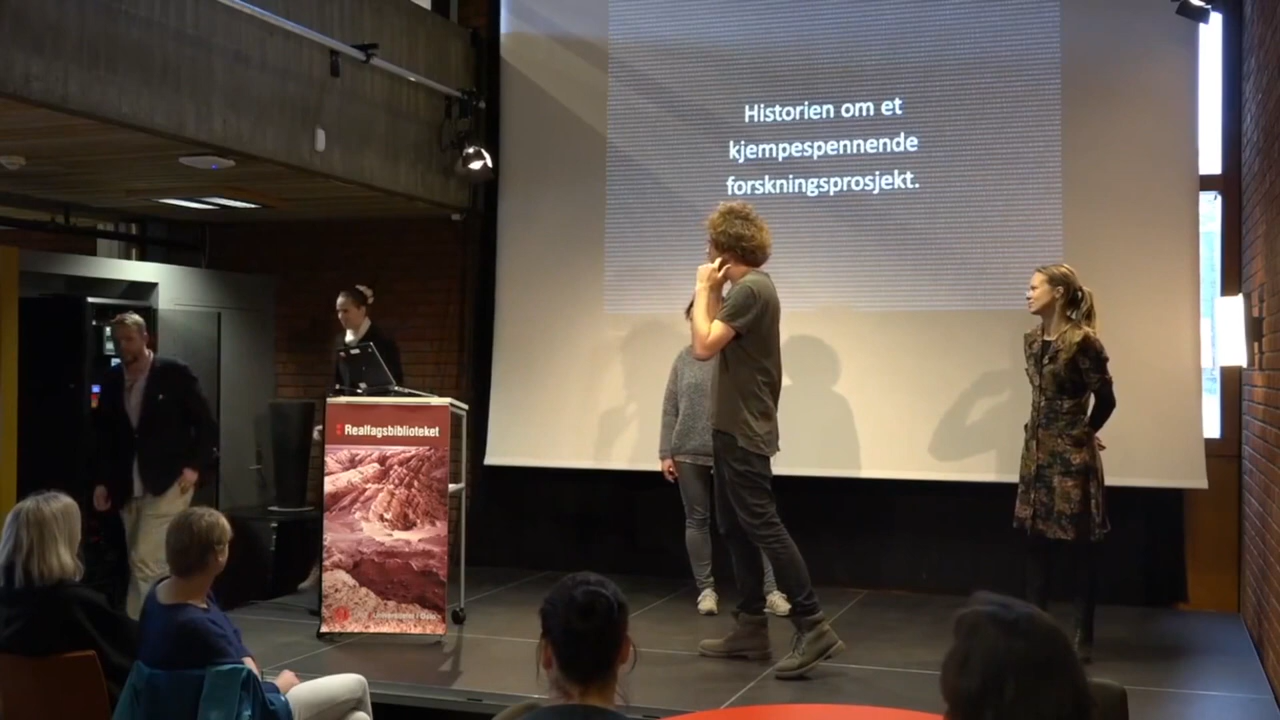 Historien om et
kjempespennende
forskningsprosjekt.
Realfagsbiblioteket